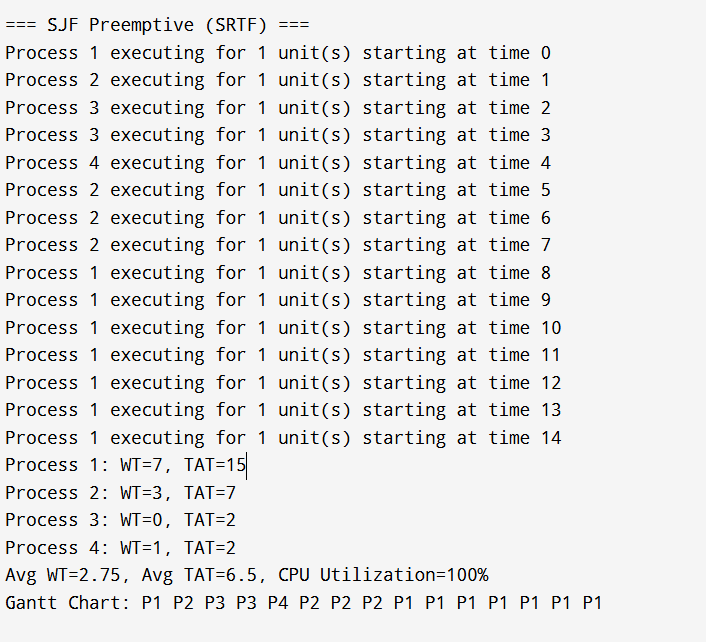 === SJF Preemptive (SRTF) ===
Process 1 executing for 1 unit(s) starting at time 0
Process 2 executing for 1 unit(s) starting at time 1
Process 3 executing for 1 unit(s) starting at time 2
Process 3 executing for 1 unit(s) starting at time 3
Process 4 executing for 1 unit(s) starting at time 4
Process 2 executing for 1 unit(s) starting at time 5
Process 2 executing for 1 unit(s) starting at time 6
Process 2 executing for 1 unit(s) starting at time 7
Process 1 executing for 1 unit(s) starting at time 8
Process 1 executing for 1 unit(s) starting at time 9
Process 1 executing for 1 unit(s) starting at time 10
Process 1 executing for 1 unit(s) starting at time 11
Process 1 executing for 1 unit(s) starting at time 12
Process 1 executing for 1 unit(s) starting at time 13
Process 1 executing for 1 unit(s) starting at time 14
Process 1: WT=7, TAT=15
Process 2: WT=3, TAT=7
Process 3: WT=0, TAT=2
Process 4: WT=1, TAT=2
Avg WT=2.75, Avg TAT=6.5, CPU Utilization=100%
Gantt Chart: P1 P2 P3 P3 P4 P2 P2 P2 P1 P1 P1 P1 P1 P1 P1